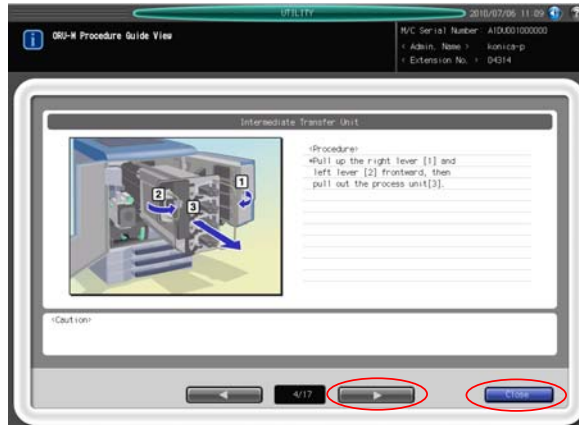 UTILITY
2010/07/06 11:09
ORU-M Procedure Guide View
M/C Serial Number: A1DU001000000
< Admin. Name > konica-p
< Extension No. > 04314
Intermediate Transfer Unit
<Procedure>
*Pull up the right lever [1] and
left lever [2] frontward, then
pull out the process unit[3].
1
2
3
<Caution>
4/17
Close